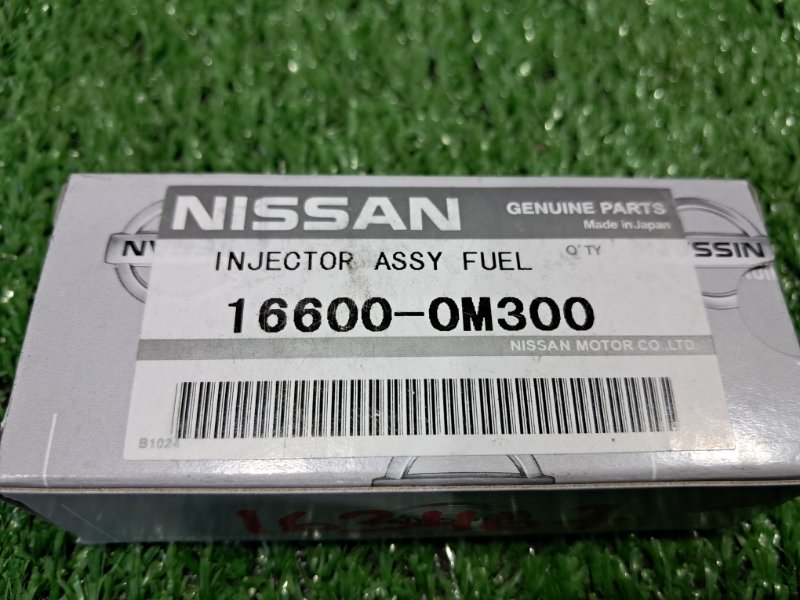 NISSAN GENUINE PARTS
Made in Japan
INJECTOR ASSY FUEL Q'TY
16600-0M300
NISSAN MOTOR CO.,LTD.
B1024